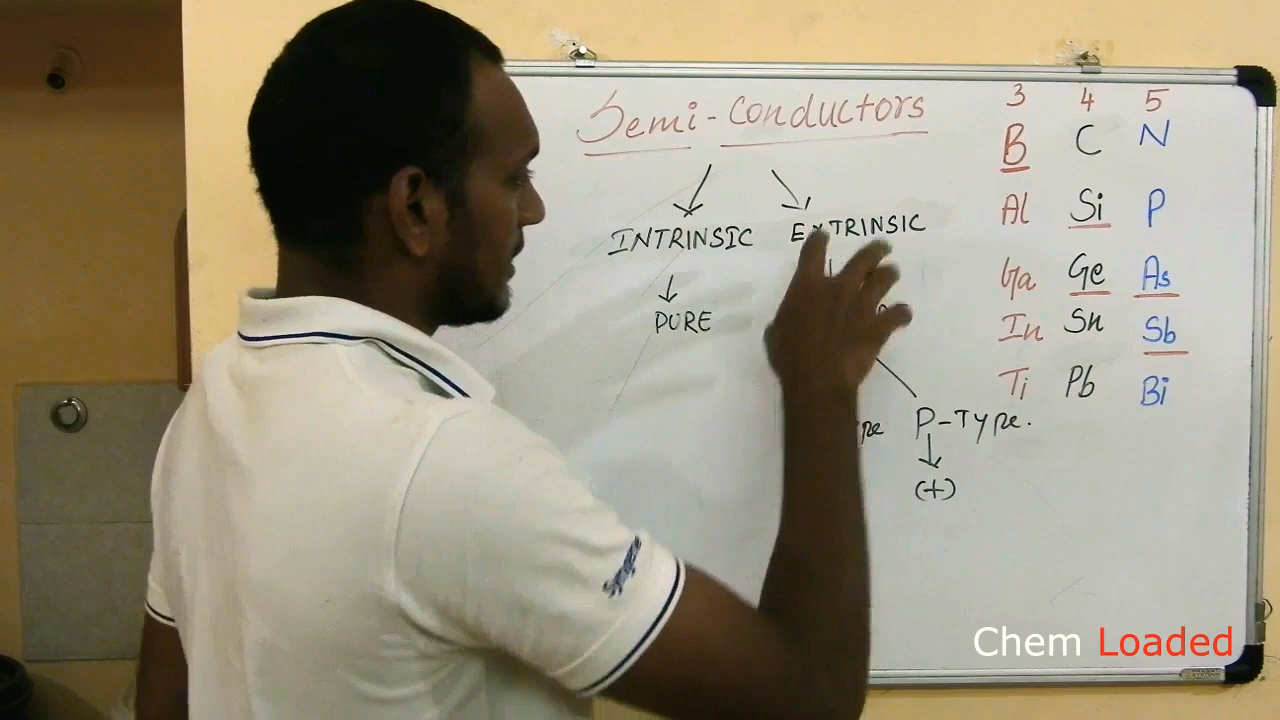 Semi-conductors
INTRINSIC EXTRINSIC
PURE
P-Type.
(+)
3 4 5
B C N
Al Si P
Ga Ge As
In Sn Sb
Ti Pb Bi
Chem Loaded